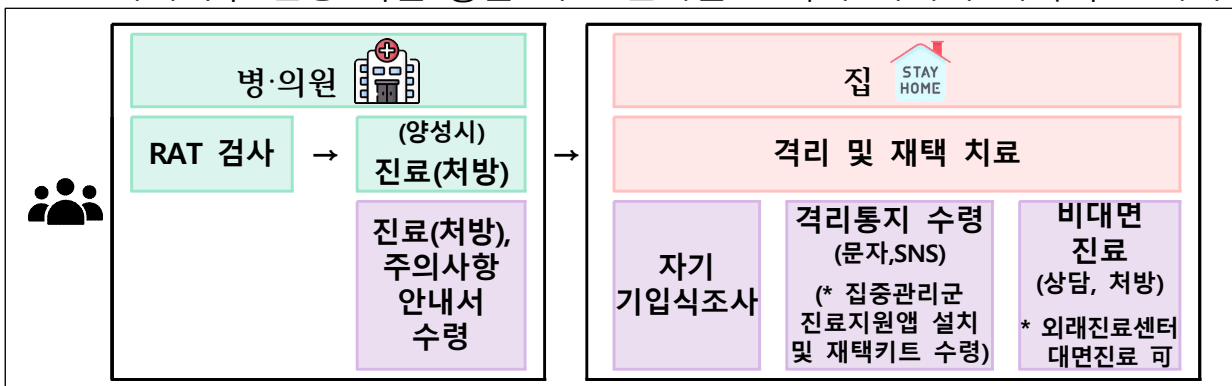 병·의원
집
STAY
HOME
RAT 검사
→
(양성시)
진료(처방)
→
격리 및 재택 치료
진료(처방),
주의사항
안내서
수령
자기
기입식조사
격리통지 수령
(문자,SNS)
(* 집중관리군
진료지원앱 설치
및 재택키트 수령)
비대면
진료
(상담, 처방)
* 외래진료센터
대면진료 可